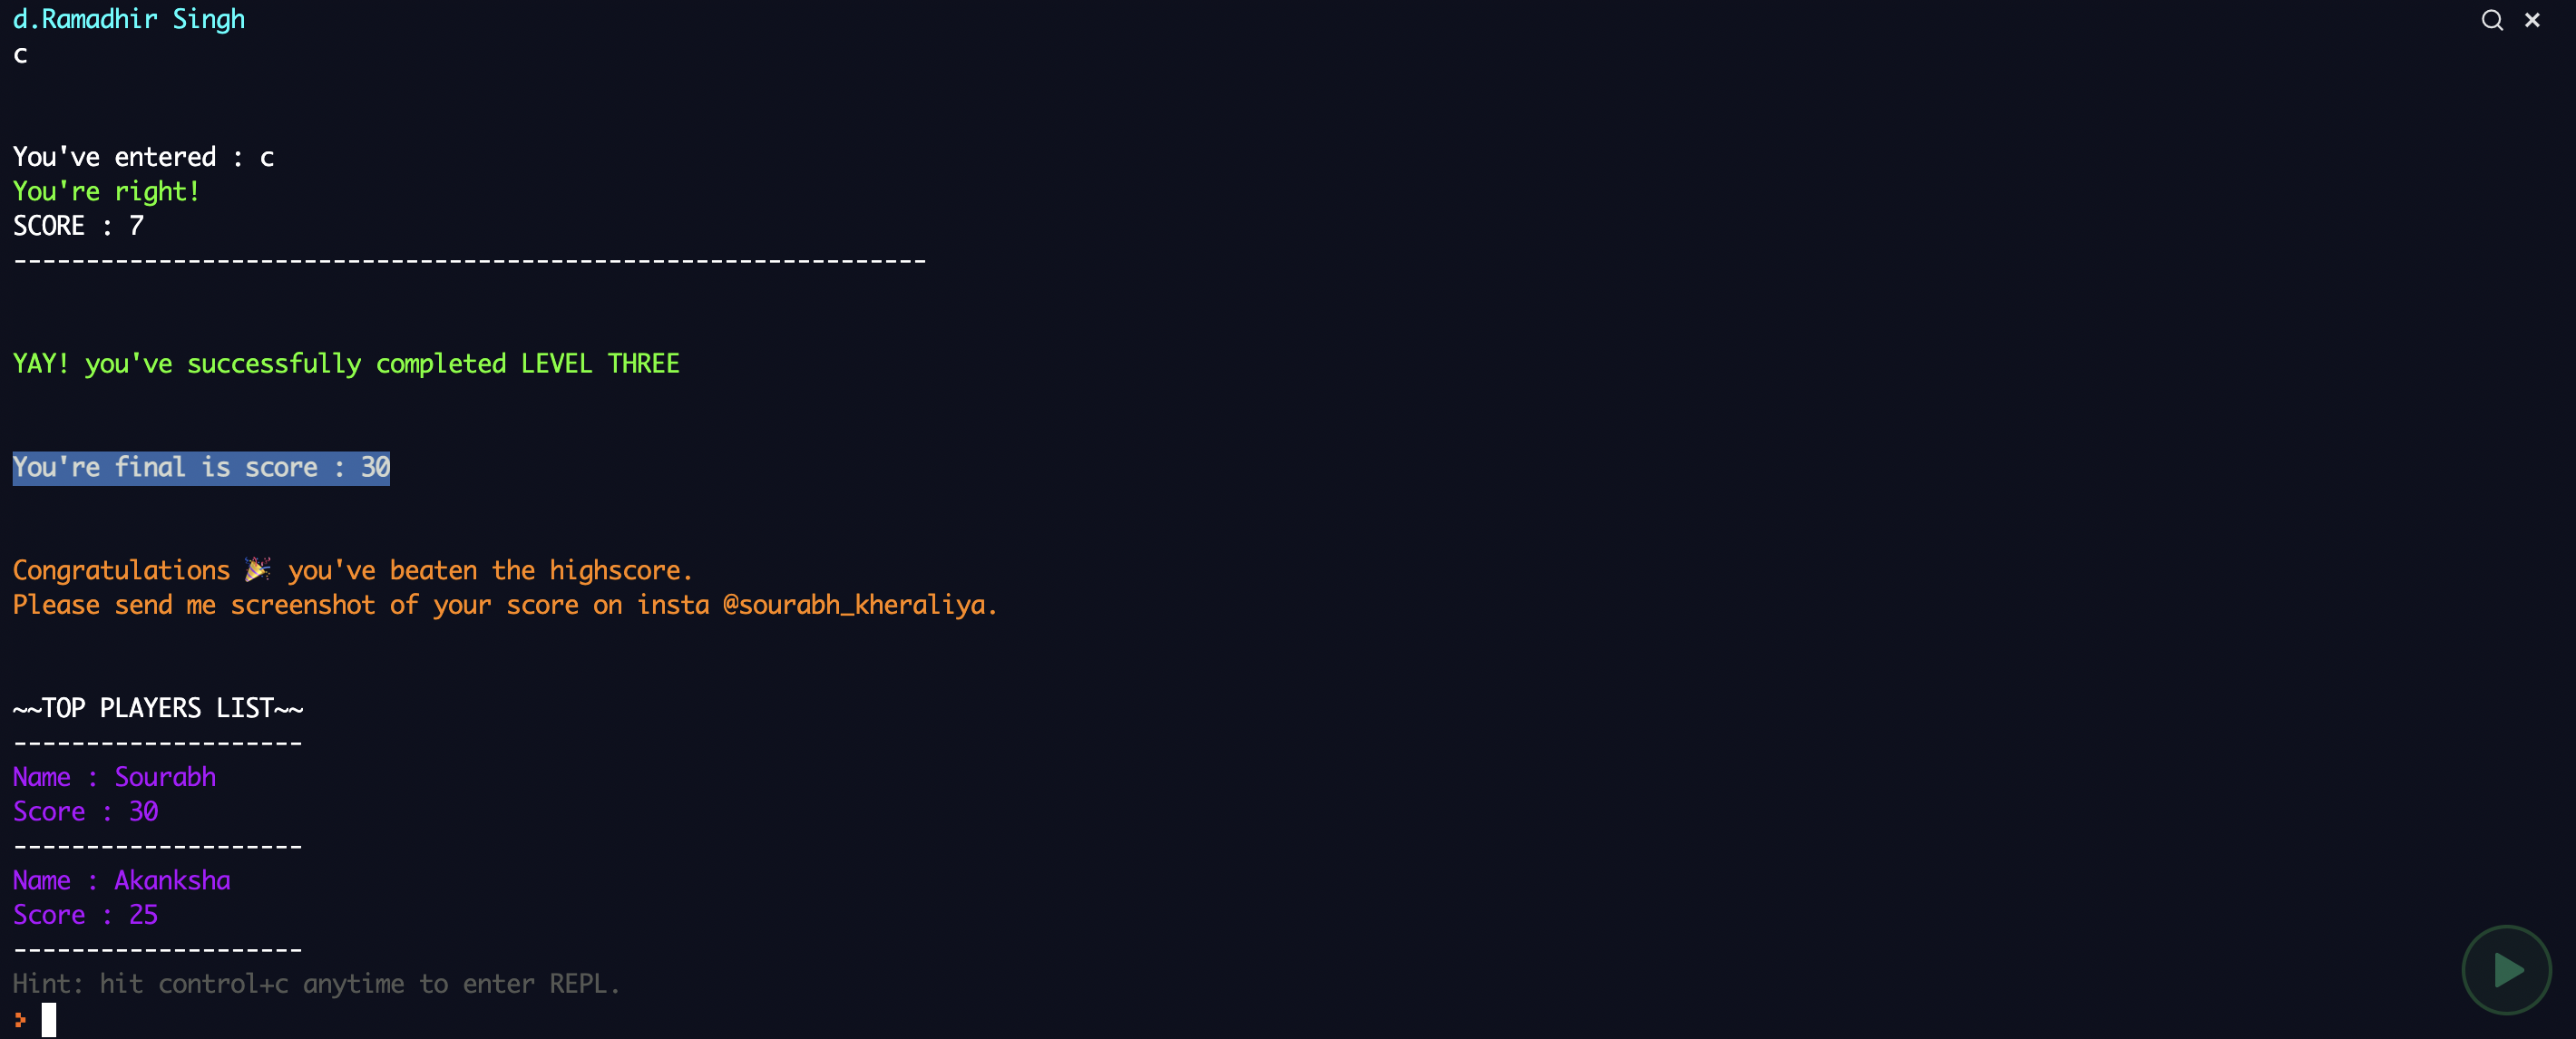 d.Ramadhir Singh
c
You've entered : c
You're right!
SCORE : 7
---------------------------------------------------------------
YAY! you've successfully completed LEVEL THREE
You're final is score : 30
Congratulations 🎉 you've beaten the highscore.
Please send me screenshot of your score on insta @sourabh_kheraliya.
~~TOP PLAYERS LIST~~
--------------------
Name : Sourabh
Score : 30
--------------------
Name : Akanksha
Score : 25
--------------------
Hint: hit control+c anytime to enter REPL.
>